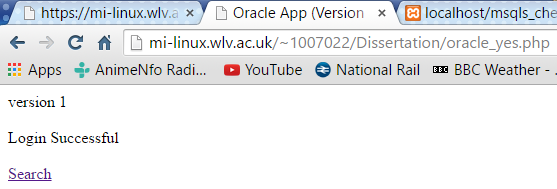 https://mi-linux.wlv.a
Oracle App (Version
localhost/msqls_che
mi-linux.wlv.ac.uk/~1007022/Dissertation/oracle_yes.php
Apps AnimeNfo Radi... YouTube National Rail BBC Weather - 
version 1
Login Successful
Search